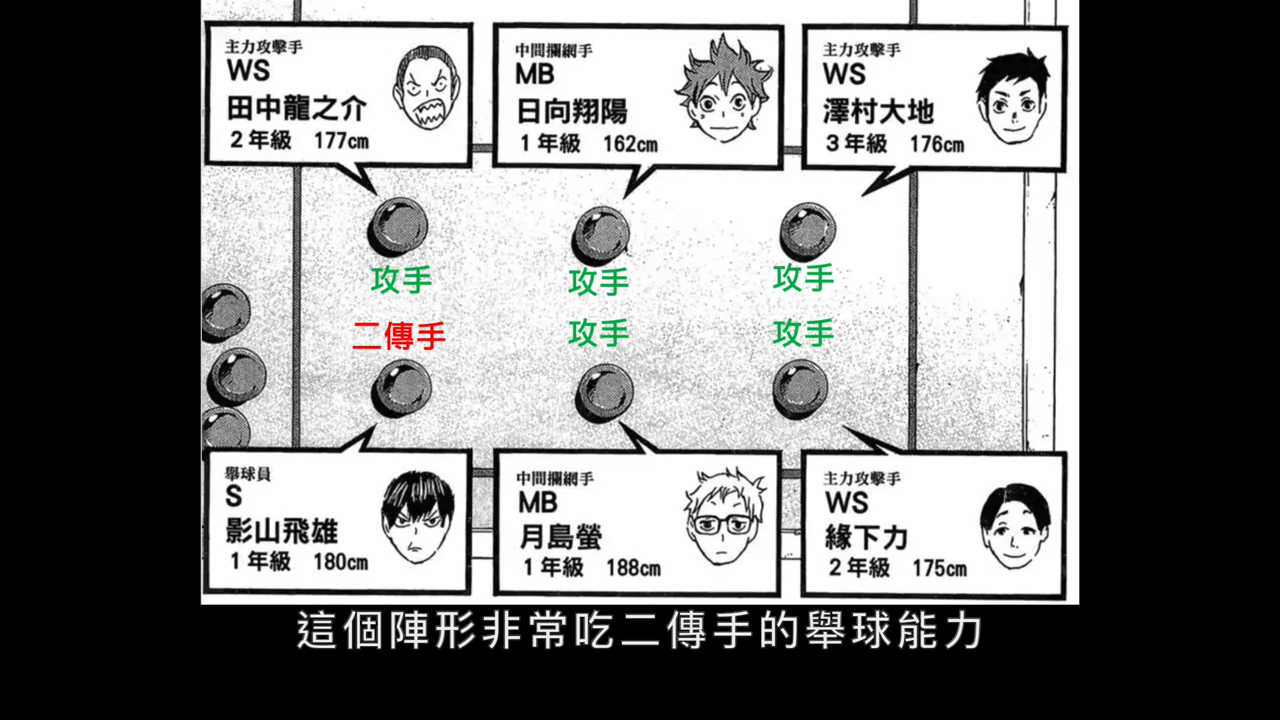 主力攻擊手
WS
田中龍之介
2年級 177cm
中間攔網手
MB
日向翔陽
1年級 162cm
主力攻擊手
WS
澤村大地
3年級 176cm
攻手
攻手
攻手
二傳手
攻手
攻手
舉球員
S
影山飛雄
1年級 180cm
中間攔網手
MB
月島螢
1年級 188cm
主力攻擊手
WS
緣下力
2年級 175cm
這個陣形非常吃二傳手的舉球能力